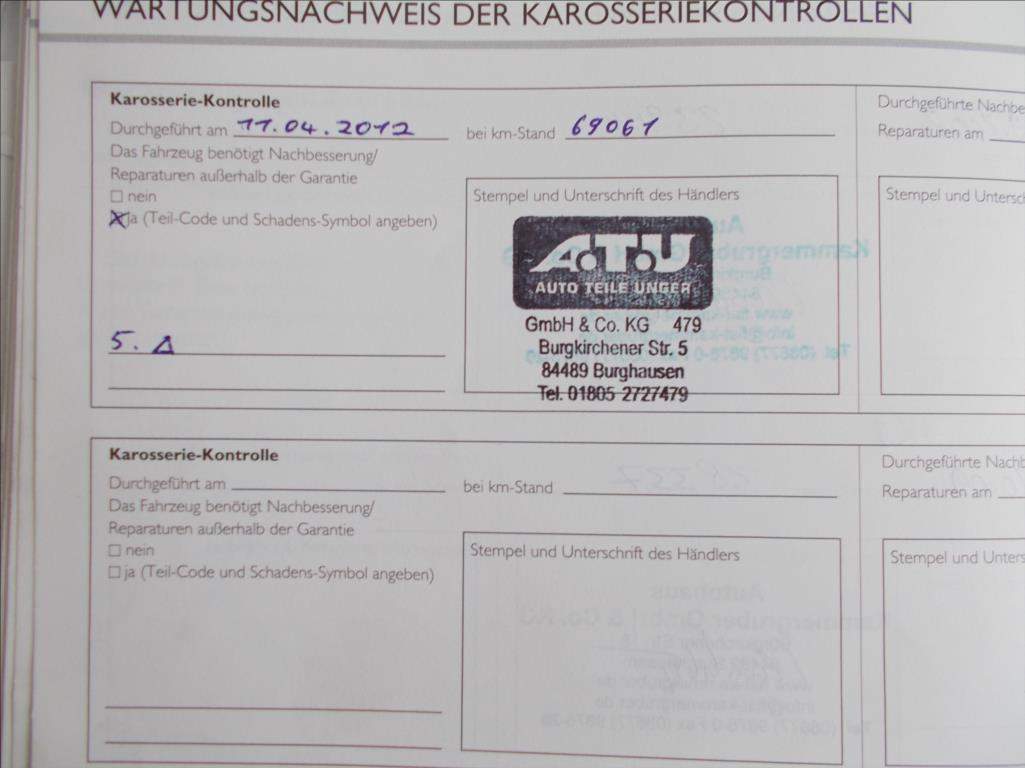 WARTUNGSNACHWEIS DER KAROSSERIEKONTROLLEN
Karosserie-Kontrolle
Durchgeführt am 11.04.2012 bei km-Stand 69061
Das Fahrzeug benötigt Nachbesserung/
Reparaturen außerhalb der Garantie
☐ nein
☒ ja (Teil-Code und Schadens-Symbol angeben)
5. Δ
Stempel und Unterschrift des Händlers
A.T.U
AUTO TEILE UNGER
GmbH & Co. KG 479
Burgkirchener Str. 5
84489 Burghausen
Tel. 01805 2727479
Durchgeführte Nachbe
Reparaturen am
Stempel und Untersc
Karosserie-Kontrolle
Durchgeführt am bei km-Stand
Das Fahrzeug benötigt Nachbesserung/
Reparaturen außerhalb der Garantie
☐ nein
☐ ja (Teil-Code und Schadens-Symbol angeben)
Stempel und Unterschrift des Händlers
Durchgeführte Nachb
Reparaturen am
Stempel und Unters